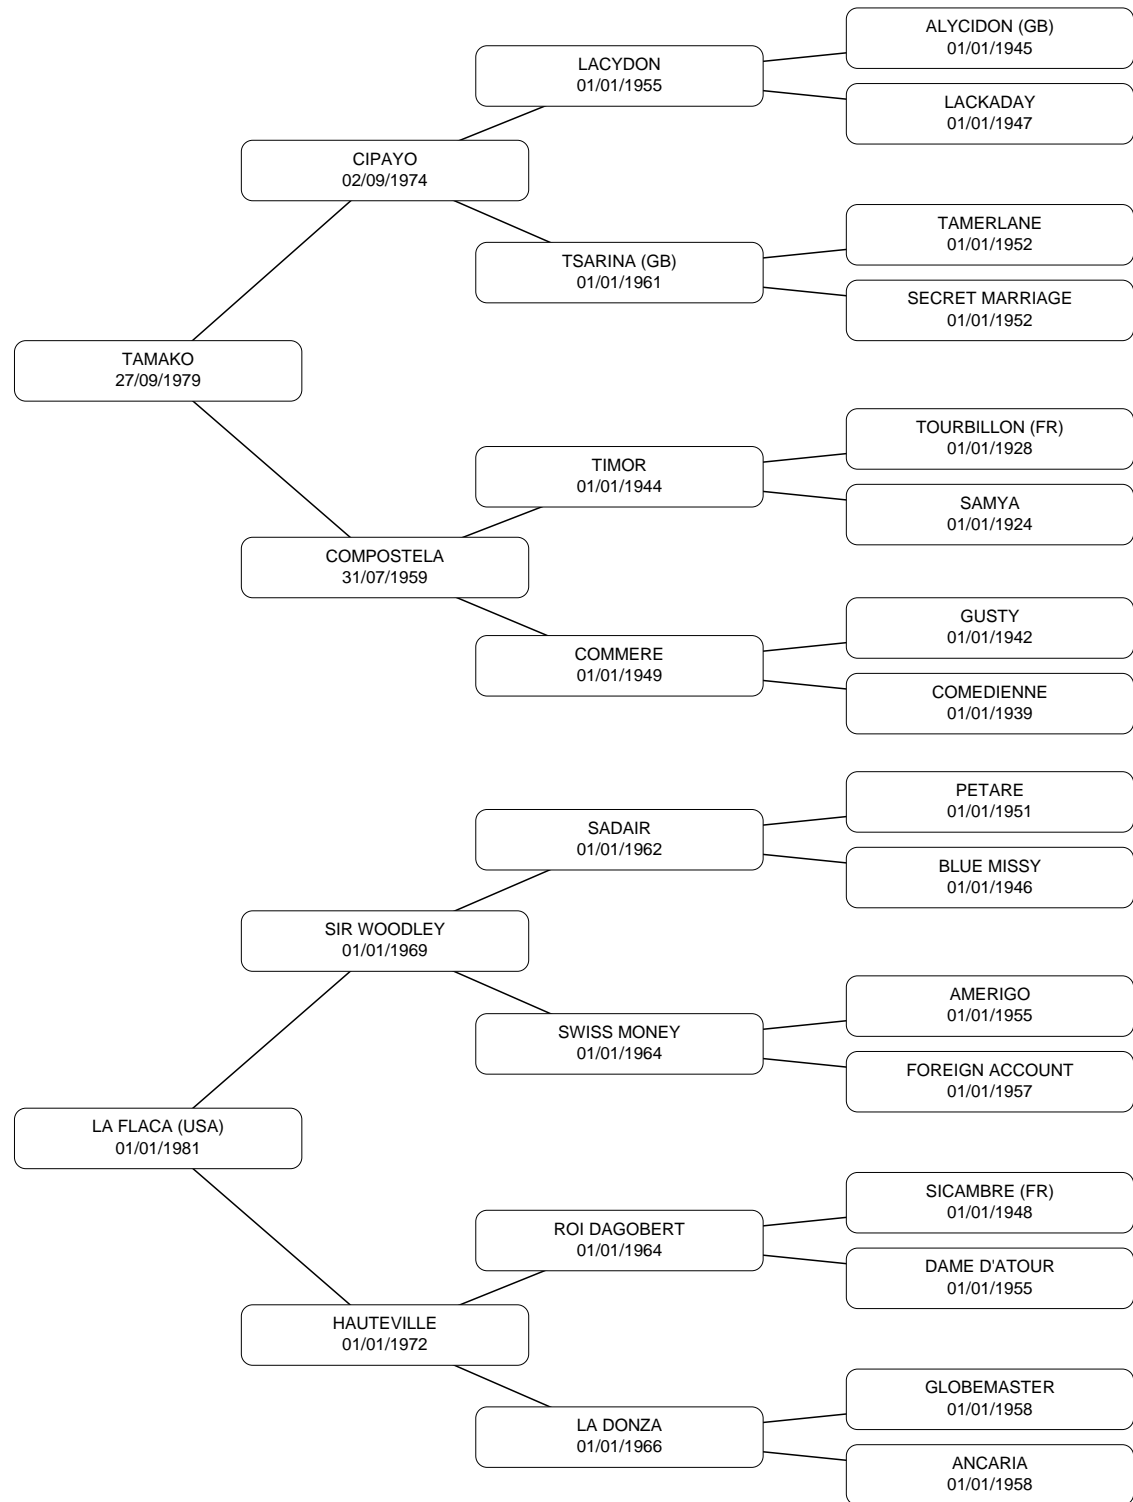 ALYCIDON (GB)
01/01/1945
LACYDON
01/01/1955
LACKADAY
01/01/1947
CIPAYO
02/09/1974
TAMERLANE
01/01/1952
TSARINA (GB)
01/01/1961
SECRET MARRIAGE
01/01/1952
TAMAKO
27/09/1979
TOURBILLON (FR)
01/01/1928
TIMOR
01/01/1944
SAMYA
01/01/1924
COMPOSTELA
31/07/1959
GUSTY
01/01/1942
COMMERE
01/01/1949
COMEDIENNE
01/01/1939
PETARE
01/01/1951
SADAIR
01/01/1962
BLUE MISSY
01/01/1946
SIR WOODLEY
01/01/1969
AMERIGO
01/01/1955
SWISS MONEY
01/01/1964
FOREIGN ACCOUNT
01/01/1957
LA FLACA (USA)
01/01/1981
SICAMBRE (FR)
01/01/1948
ROI DAGOBERT
01/01/1964
DAME D'ATOUR
01/01/1955
HAUTEVILLE
01/01/1972
GLOBEMASTER
01/01/1958
LA DONZA
01/01/1966
ANCARIA
01/01/1958